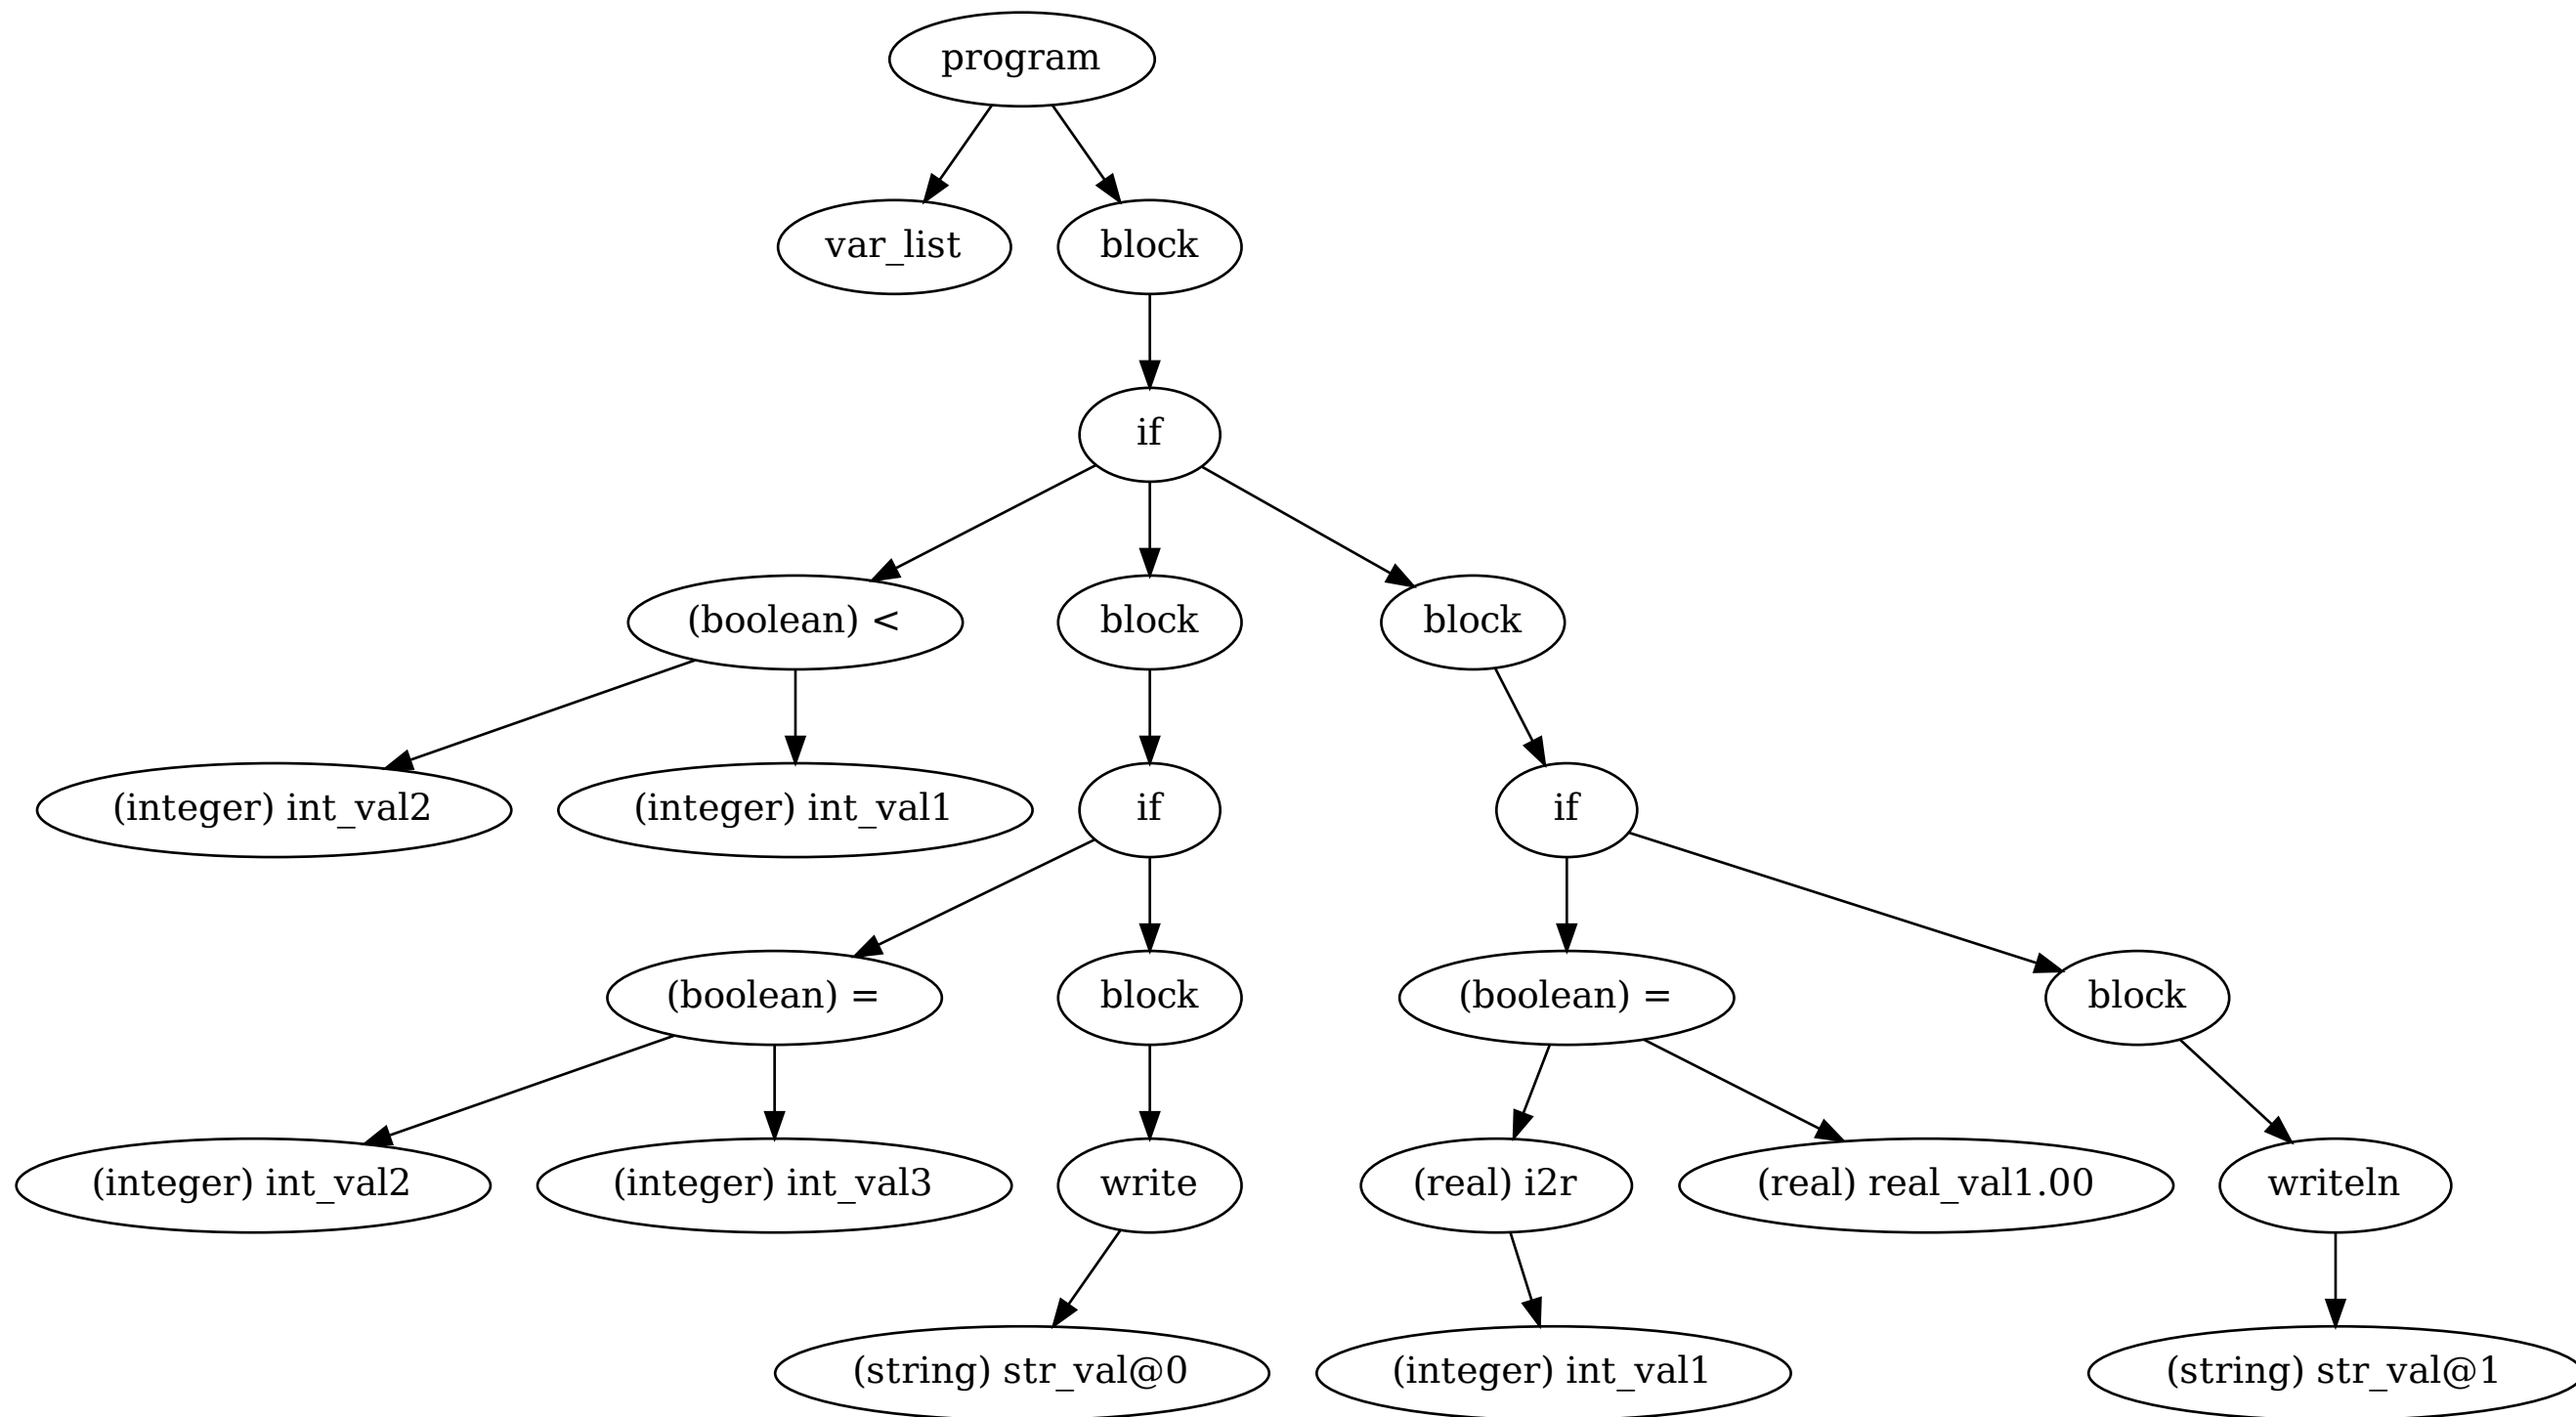 program
var_list
block
if
(boolean) <
block
block
(integer) int_val2
(integer) int_val1
if
if
(boolean) =
block
(boolean) =
block
(integer) int_val2
(integer) int_val3
write
(real) i2r
(real) real_val1.00
writeln
(string) str_val@0
(integer) int_val1
(string) str_val@1